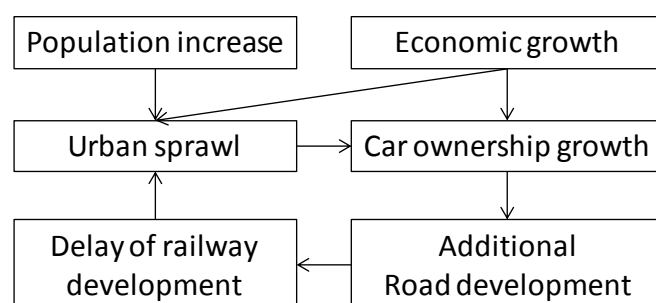 Population increase
Economic growth
Urban sprawl
Car ownership growth
Delay of railway
development
Additional
Road development